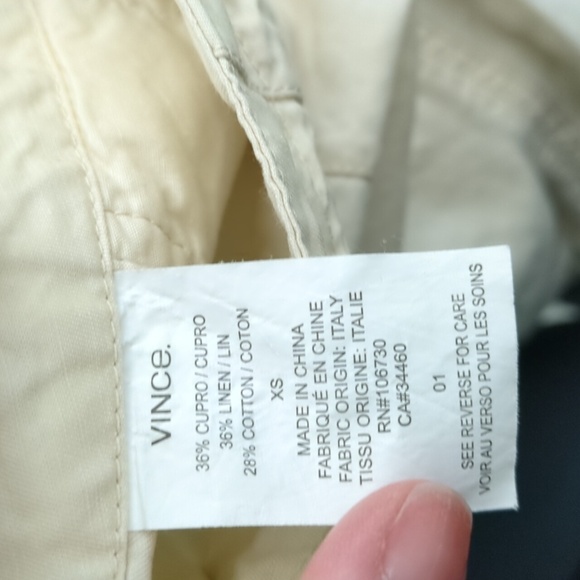 VINCE.
36% CUPRO / CUPRO
36% LINEN / LIN
28% COTTON / COTON
XS
MADE IN CHINA
FABRIQUÉ EN CHINE
FABRIC ORIGIN: ITALY
TISSU ORIGINE: ITALIE
RN#106730
CA#34460
01
SEE REVERSE FOR CARE
VOIR AU VERSO POUR LES SOINS